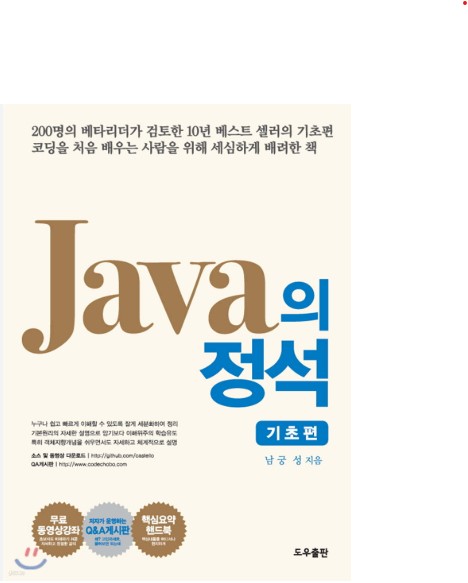 200명의 베타리더가 검토한 10년 베스트 셀러의 기초편
코딩을 처음 배우는 사람을 위해 세심하게 배려한 책
Java의
정석
기초편
누구나 쉽고 빠르게 이해할 수 있도록 잘게 세분화하여 정리
기본원리의 자세한 설명으로 암기보다 이해위주의 학습유도
특히 객체지향개념을 쉬우면서도 자세하고 체계적으로 설명
소스 및 동영상 다운로드 | http://github.com/castello
QA게시판 | http://www.codechobo.com
남궁 성 지음
무료
동영상강좌
저자가 운영하는
Q&A게시판
핵심요약
핸드북
도우출판